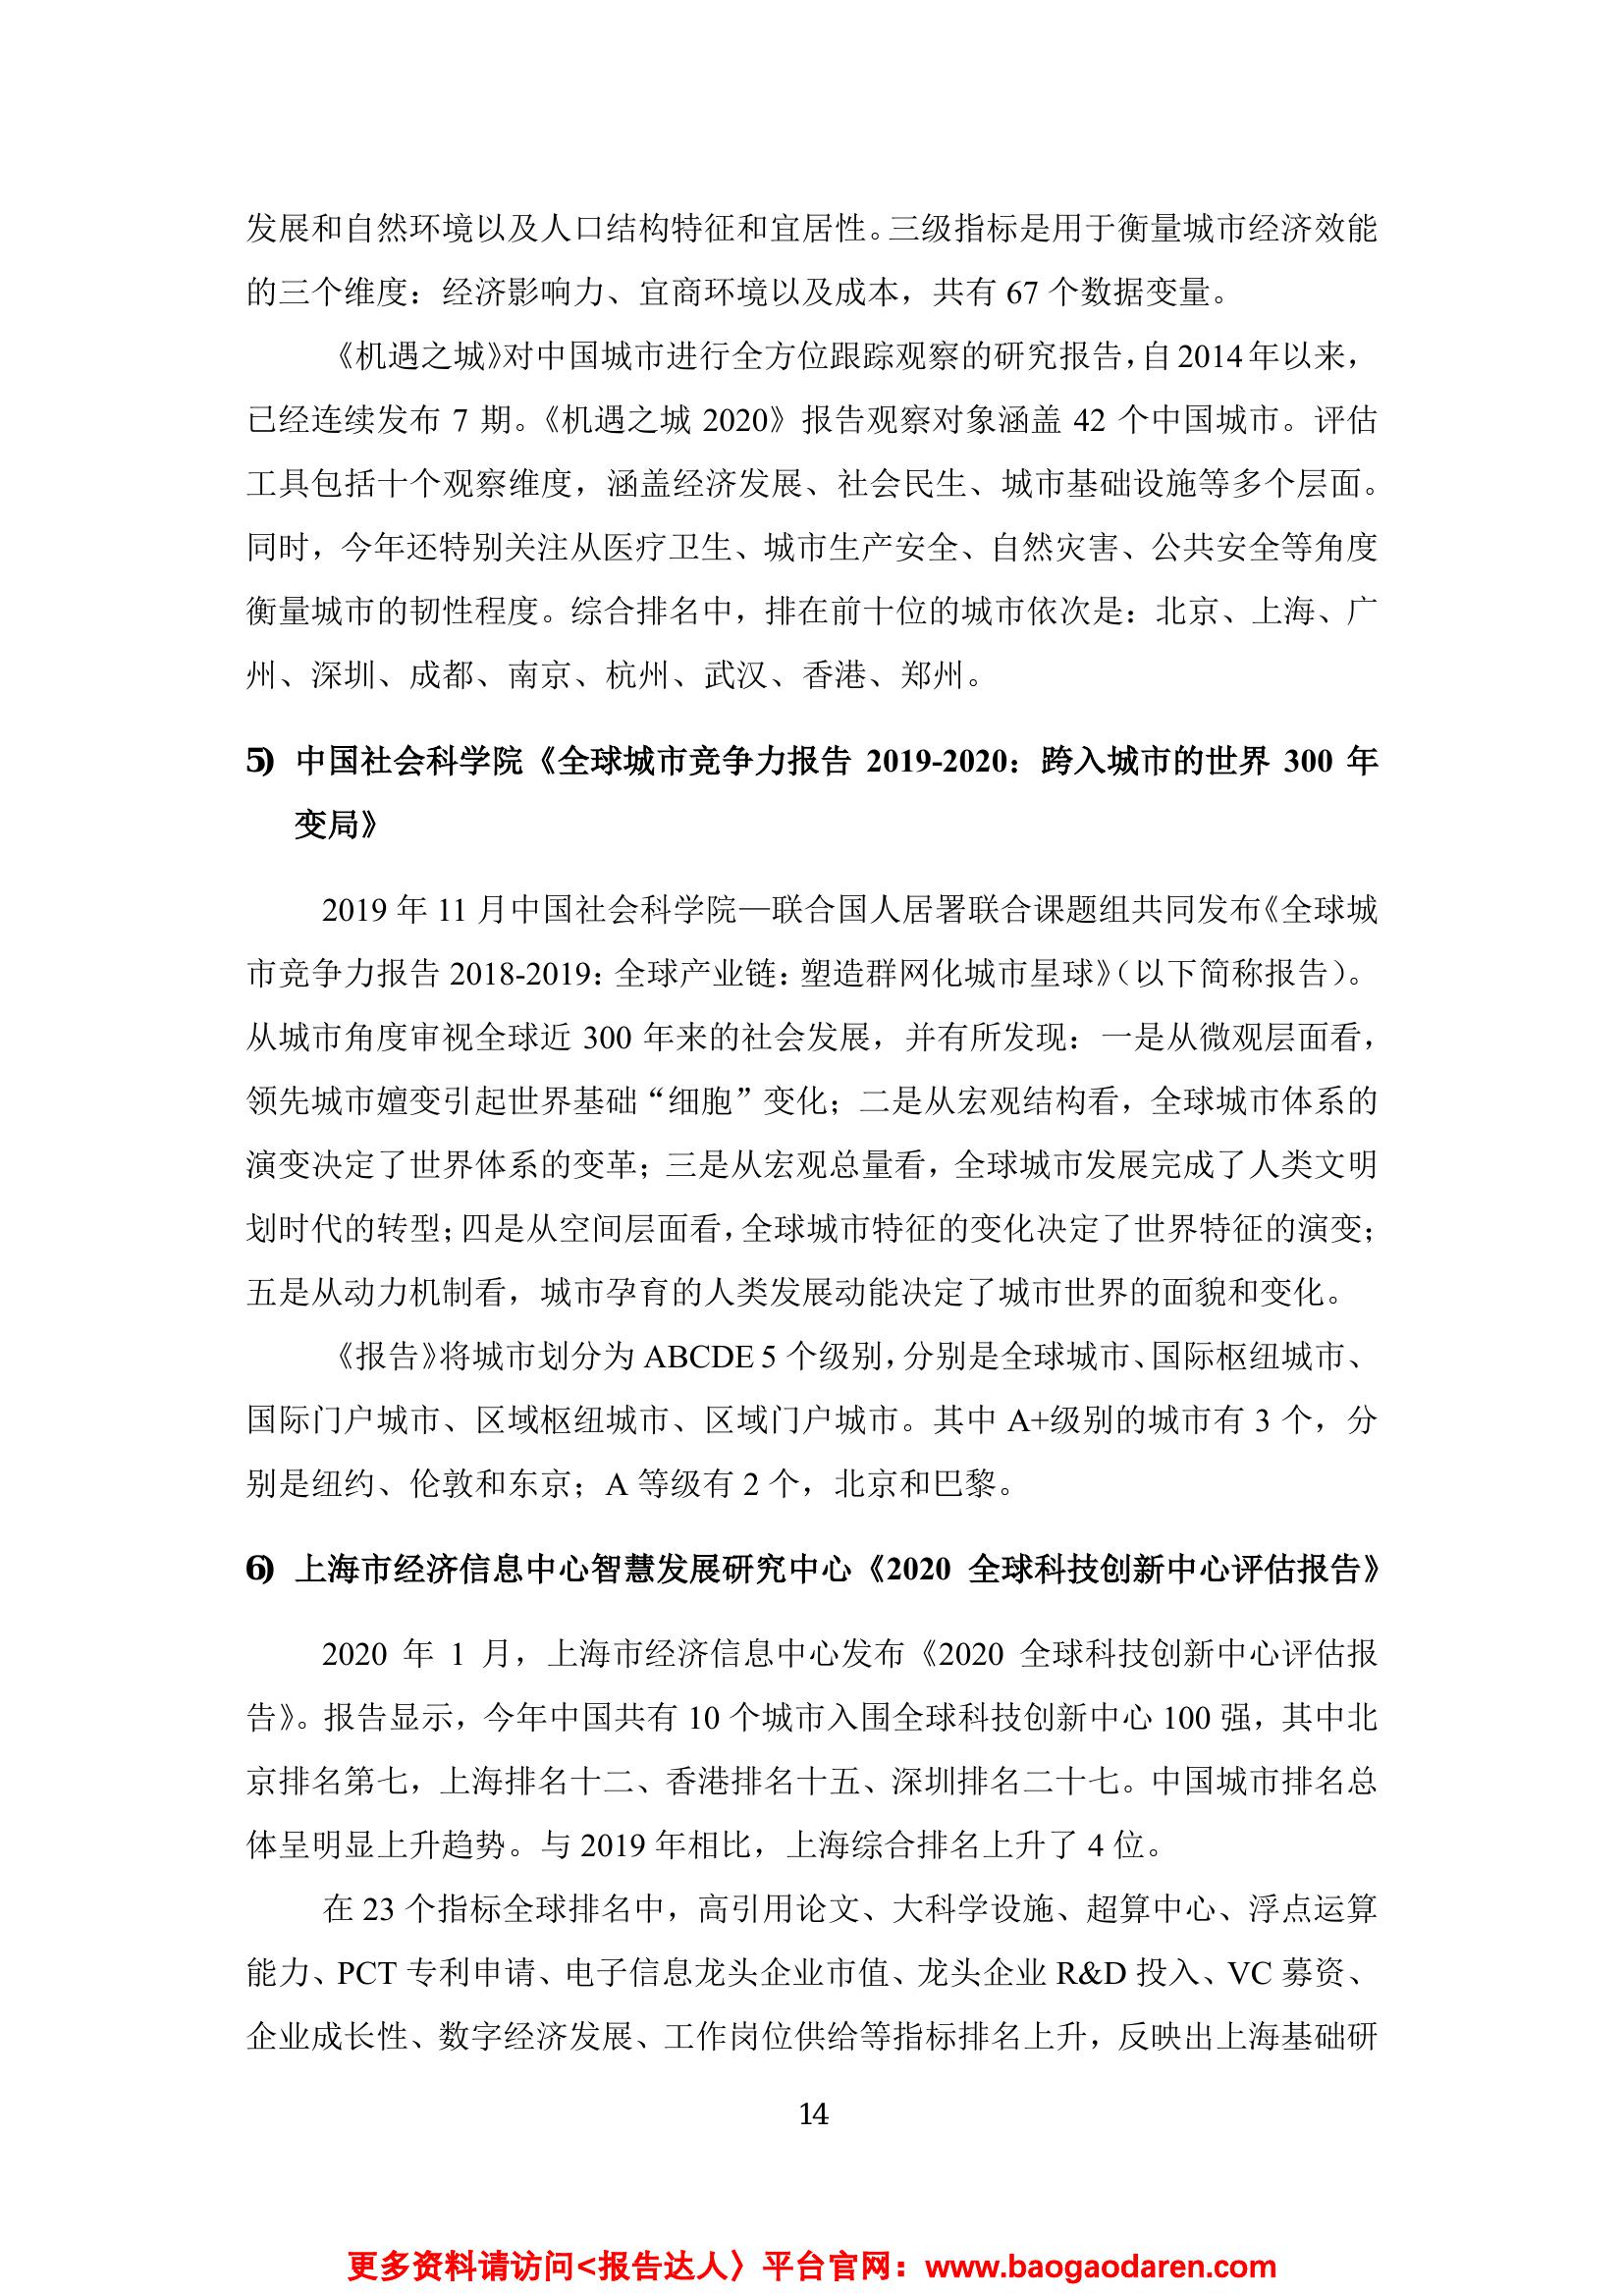 发展和自然环境以及人口结构特征和宜居性。三级指标是用于衡量城市经济效能
的三个维度：经济影响力、宜商环境以及成本，共有 67 个数据变量。
《机遇之城》对中国城市进行全方位跟踪观察的研究报告，自 2014 年以来，
已经连续发布 7 期。《机遇之城 2020》报告观察对象涵盖 42 个中国城市。评估
工具包括十个观察维度，涵盖经济发展、社会民生、城市基础设施等多个层面。
同时，今年还特别关注从医疗卫生、城市生产安全、自然灾害、公共安全等角度
衡量城市的韧性程度。综合排名中，排在前十位的城市依次是：北京、上海、广
州、深圳、成都、南京、杭州、武汉、香港、郑州。
5) 中国社会科学院《全球城市竞争力报告 2019-2020：跨入城市的世界 300 年
变局》
2019 年 11 月中国社会科学院—联合国人居署联合课题组共同发布《全球城
市竞争力报告 2018-2019：全球产业链：塑造群网化城市星球》（以下简称报告）。
从城市角度审视全球近 300 年来的社会发展，并有所发现：一是从微观层面看，
领先城市嬗变引起世界基础“细胞”变化；二是从宏观结构看，全球城市体系的
演变决定了世界体系的变革；三是从宏观总量看，全球城市发展完成了人类文明
划时代的转型；四是从空间层面看，全球城市特征的变化决定了世界特征的演变；
五是从动力机制看，城市孕育的人类发展动能决定了城市世界的面貌和变化。
《报告》将城市划分为 ABCDE 5 个级别，分别是全球城市、国际枢纽城市、
国际门户城市、区域枢纽城市、区域门户城市。其中 A+级别的城市有 3 个，分
别是纽约、伦敦和东京；A 等级有 2 个，北京和巴黎。
6) 上海市经济信息中心智慧发展研究中心《2020 全球科技创新中心评估报告》
2020 年 1 月，上海市经济信息中心发布《2020 全球科技创新中心评估报
告》。报告显示，今年中国共有 10 个城市入围全球科技创新中心 100 强，其中北
京排名第七，上海排名十二、香港排名十五、深圳排名二十七。中国城市排名总
体呈明显上升趋势。与 2019 年相比，上海综合排名上升了 4 位。
在 23 个指标全球排名中，高引用论文、大科学设施、超算中心、浮点运算
能力、PCT 专利申请、电子信息龙头企业市值、龙头企业 R&D 投入、VC 募资、
企业成长性、数字经济发展、工作岗位供给等指标排名上升，反映出上海基础研
14
更多资料请访问<报告达人〉平台官网：www.baogaodaren.com